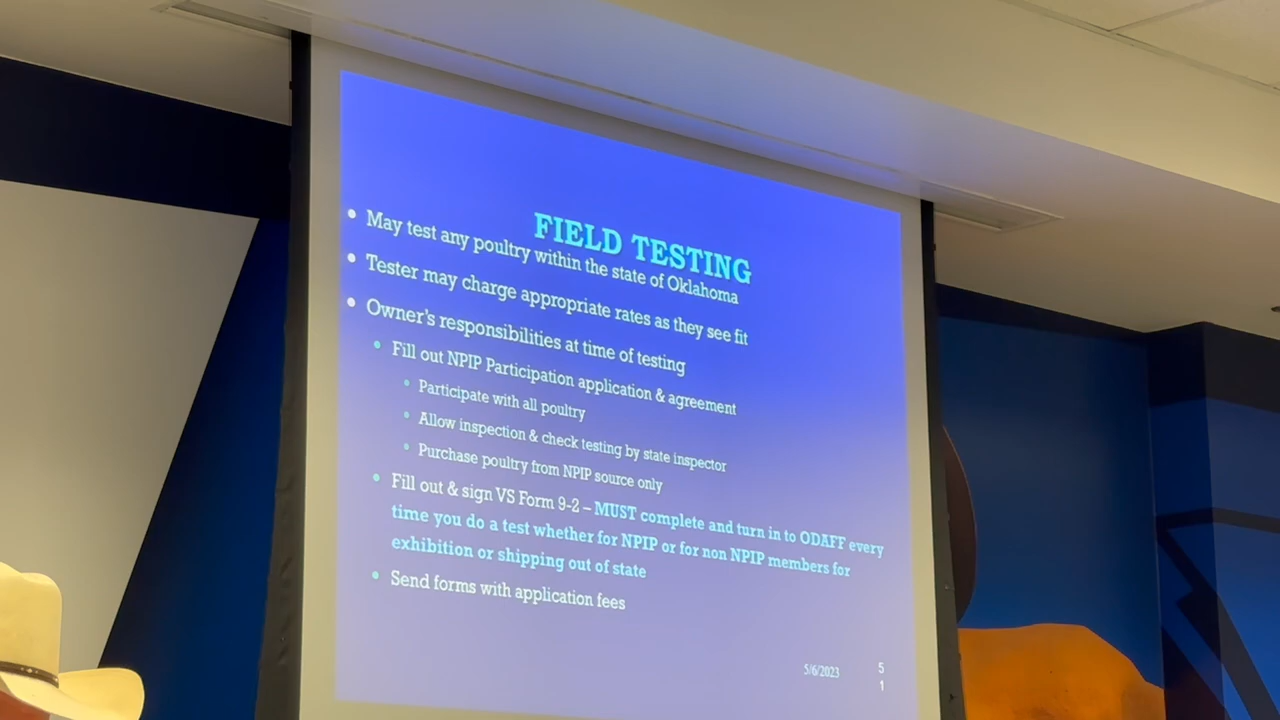 FIELD TESTING
• May test any poultry within the state of Oklahoma
• Tester may charge appropriate rates as they see fit
• Owner's responsibilities at time of testing
• Fill out NPIP Participation application & agreement
• Participate with all poultry
• Allow inspection & check testing by state inspector
• Purchase poultry from NPIP source only
• Fill out & sign VS Form 9-2 – MUST complete and turn in to ODAFF every
time you do a test whether for NPIP or for non NPIP members for
exhibition or shipping out of state
• Send forms with application fees
5/6/2023
5
1